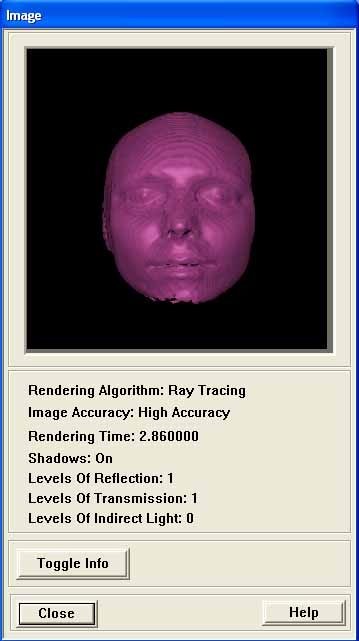 Image
Rendering Algorithm: Ray Tracing
Image Accuracy: High Accuracy
Rendering Time: 2.860000
Shadows: On
Levels Of Reflection: 1
Levels Of Transmission: 1
Levels Of Indirect Light: 0
Toggle Info
Close Help